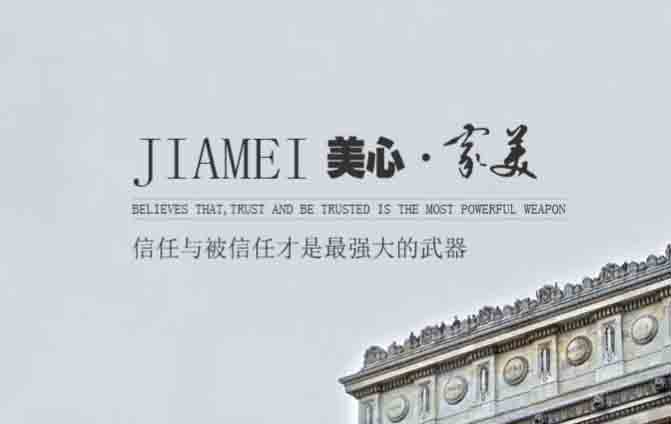 JIAMEI 美心·家美
BELIEVES THAT,TRUST AND BE TRUSTED IS THE MOST POWERFUL WEAPON
信任与被信任才是最强大的武器